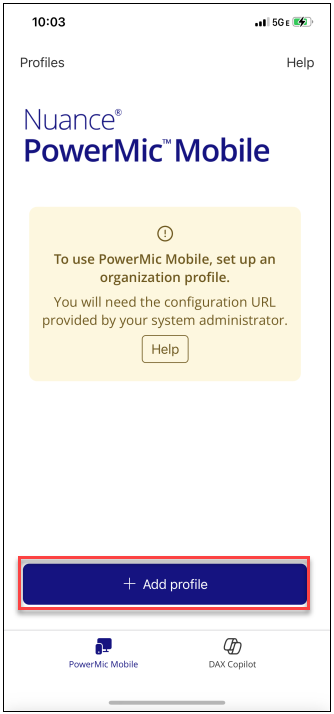 10:03
5G E
Profiles
Help
Nuance®
PowerMic™ Mobile
To use PowerMic Mobile, set up an
organization profile.
You will need the configuration URL
provided by your system administrator.
Help
+ Add profile
PowerMic Mobile
DAX Copilot